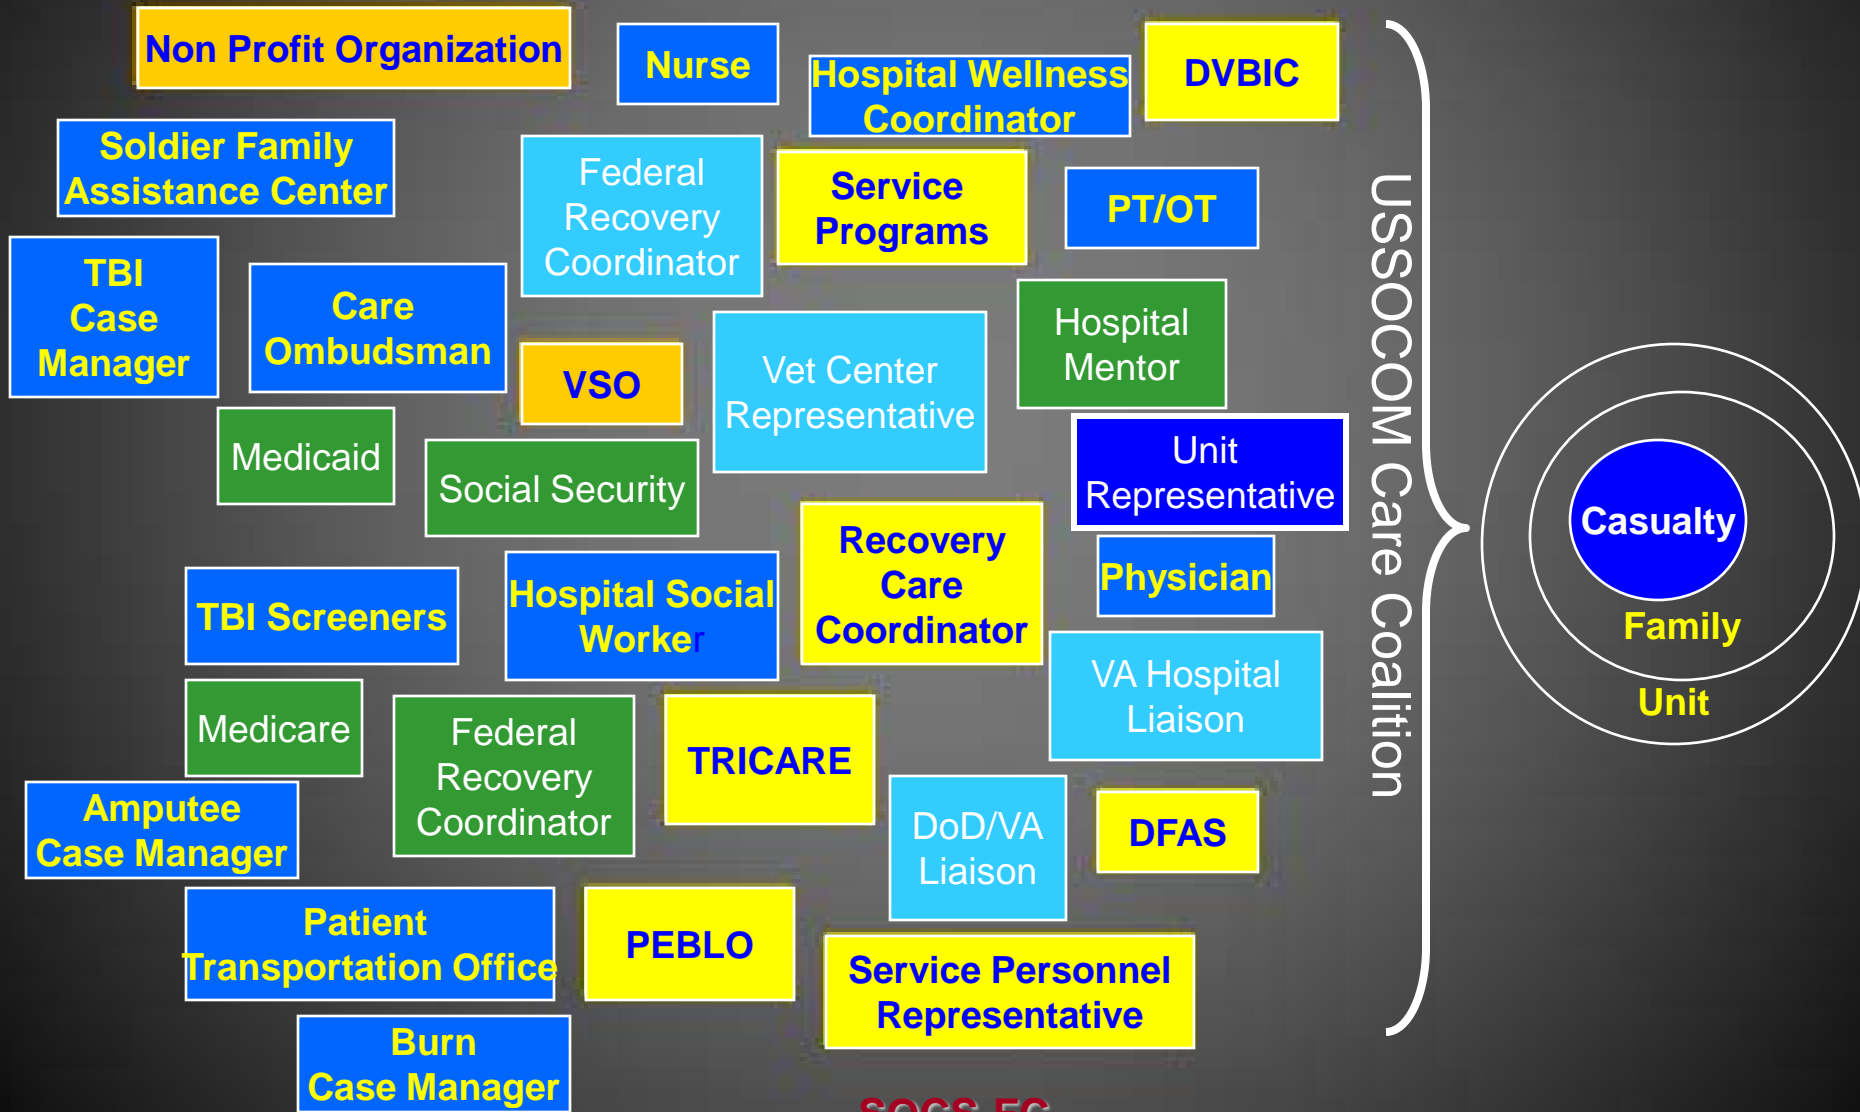 Non Profit Organization
Nurse
Hospital Wellness
Coordinator
DVBIC
Soldier Family
Assistance Center
Federal
Recovery
Coordinator
Service
Programs
PT/OT
TBI
Case
Manager
Care
Ombudsman
VSO
Vet Center
Representative
Hospital
Mentor
Medicaid
Social Security
Unit
Representative
Recovery
Care
Coordinator
Physician
TBI Screeners
Hospital Social
Worker
VA Hospital
Liaison
Medicare
Federal
Recovery
Coordinator
TRICARE
DoD/VA
Liaison
DFAS
Amputee
Case Manager
Patient
Transportation Office
PEBLO
Service Personnel
Representative
Burn
Case Manager
USSOCOM Care Coalition
Casualty
Family
Unit